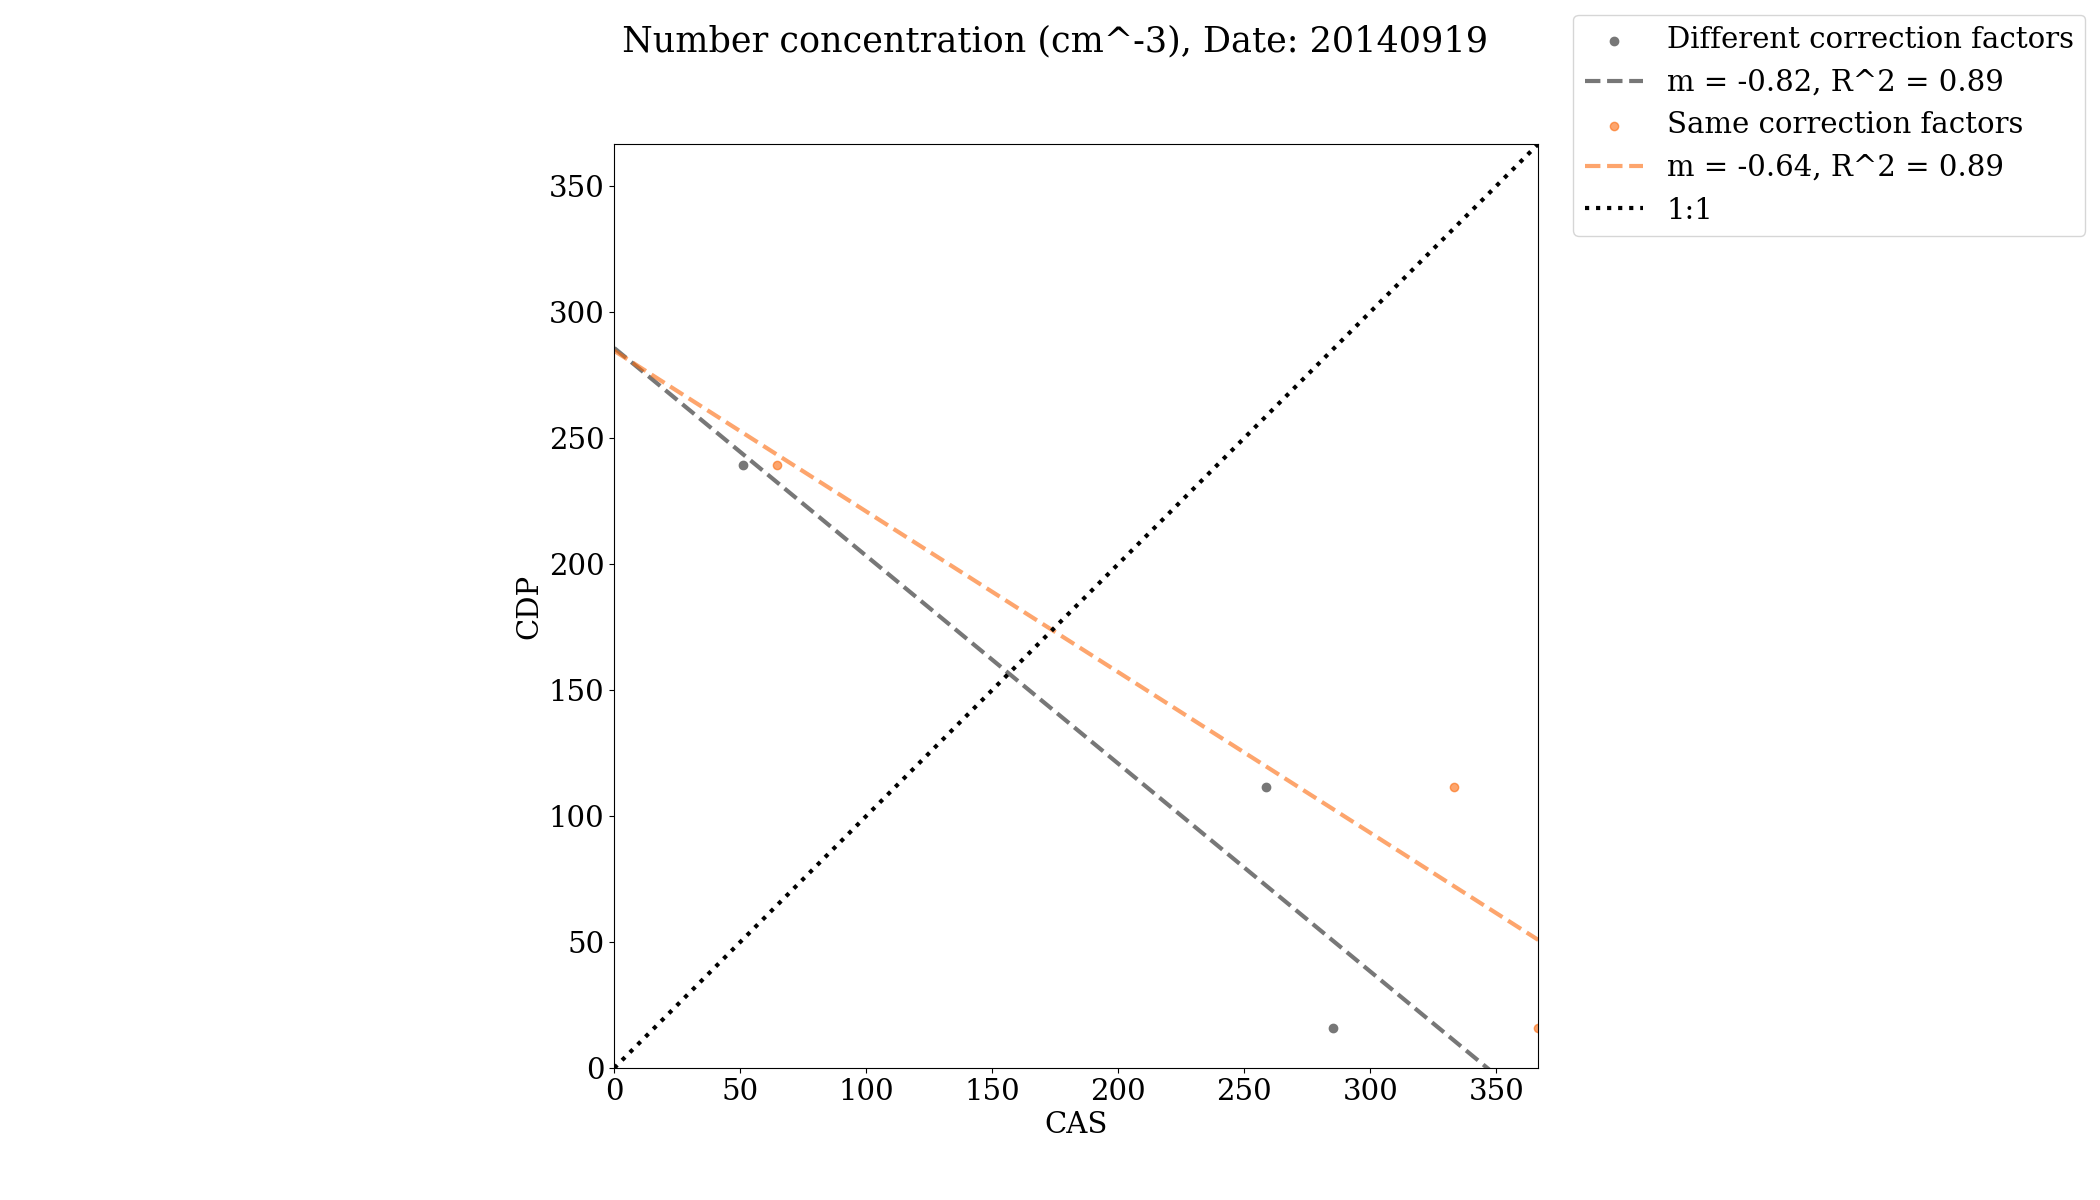 Number concentration (cm^-3), Date: 20140919
Different correction factors
m = -0.82, R^2 = 0.89
Same correction factors
m = -0.64, R^2 = 0.89
1:1
350
300
250
200
150
100
50
0
CDP
0 50 100 150 200 250 300 350
CAS